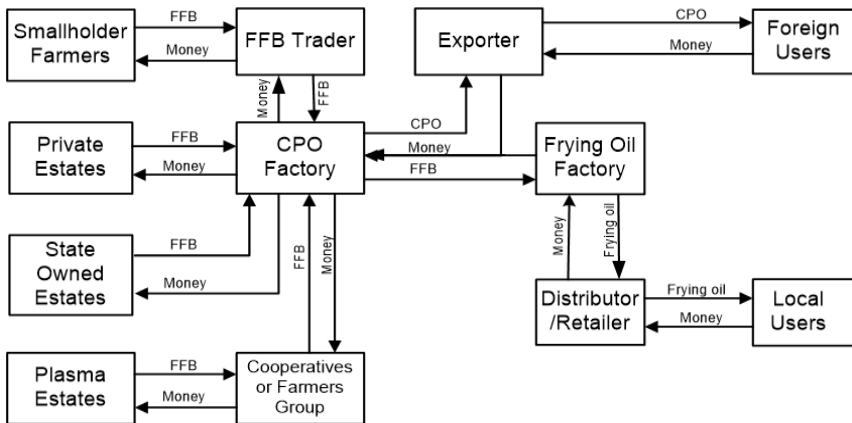 Smallholder
Farmers
FFB
Money
FFB Trader
Exporter
CPO
Money
Foreign
Users
Money
FFB
Private
Estates
FFB
Money
CPO
Factory
CPO
Money
FFB
Frying Oil
Factory
State
Owned
Estates
FFB
Money
FFB
Money
Money
Frying oil
Distributor
/Retailer
Frying oil
Money
Local
Users
Plasma
Estates
FFB
Money
Cooperatives
or Farmers
Group